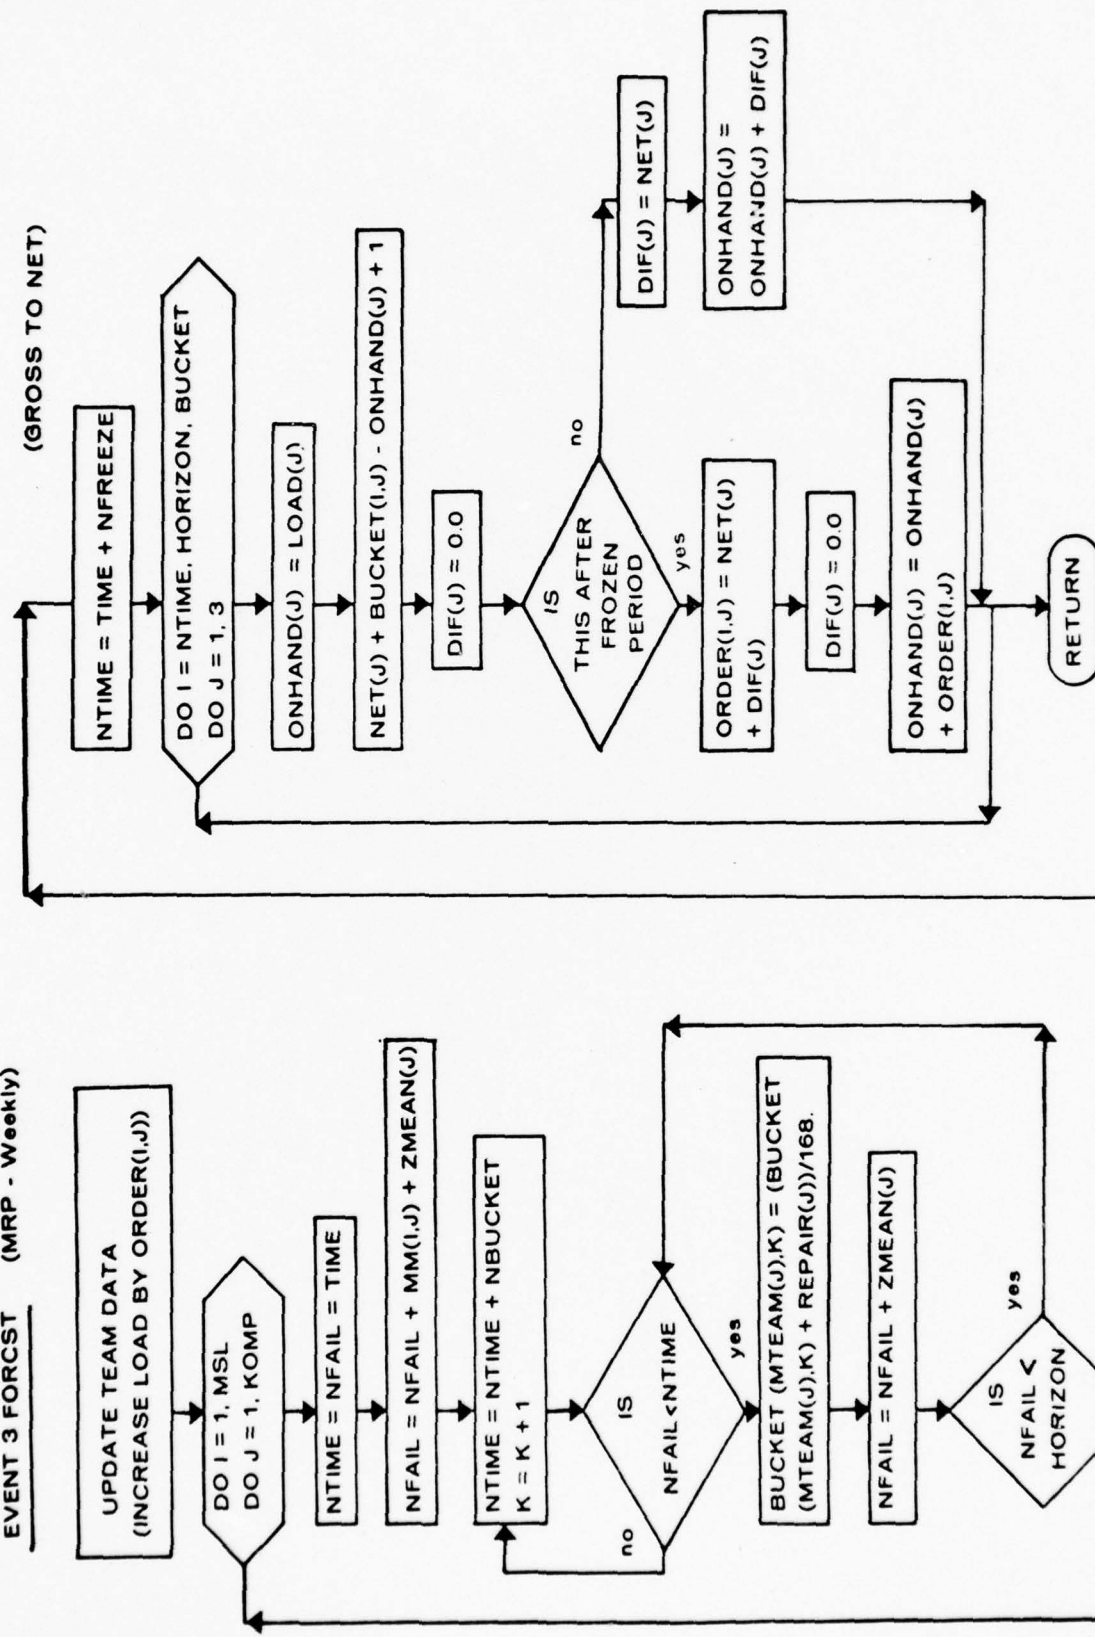 EVENT 3 FORCST (MRP - Weekly)
UPDATE TEAM DATA
(INCREASE LOAD BY ORDER(I,J))
DO I = 1, MSL
DO J = 1, KOMP
NTIME = NFAIL = TIME
NFAIL = NFAIL + MM(I,J) + ZMEAN(J)
NTIME = NTIME + NBUCKET
K = K + 1
IS
NFAIL<NTIME
no
yes
BUCKET (MTEAM(J),K) = (BUCKET
(MTEAM(J),K) + REPAIR(J))/168.
NFAIL = NFAIL + ZMEAN(J)
IS
NFAIL <
HORIZON
yes
(GROSS TO NET)
NTIME = TIME + NFREEZE
DO I = NTIME, HORIZON, BUCKET
DO J = 1, 3
ONHAND(J) = LOAD(J)
NET(J) + BUCKET(I,J) - ONHAND(J) + 1
DIF(J) = 0.0
IS
THIS AFTER
FROZEN
PERIOD
no
yes
DIF(J) = NET(J)
ONHAND(J) =
ONHAND(J) + DIF(J)
ORDER(I,J) = NET(J)
+ DIF(J)
DIF(J) = 0.0
ONHAND(J) = ONHAND(J)
+ ORDER(I,J)
RETURN